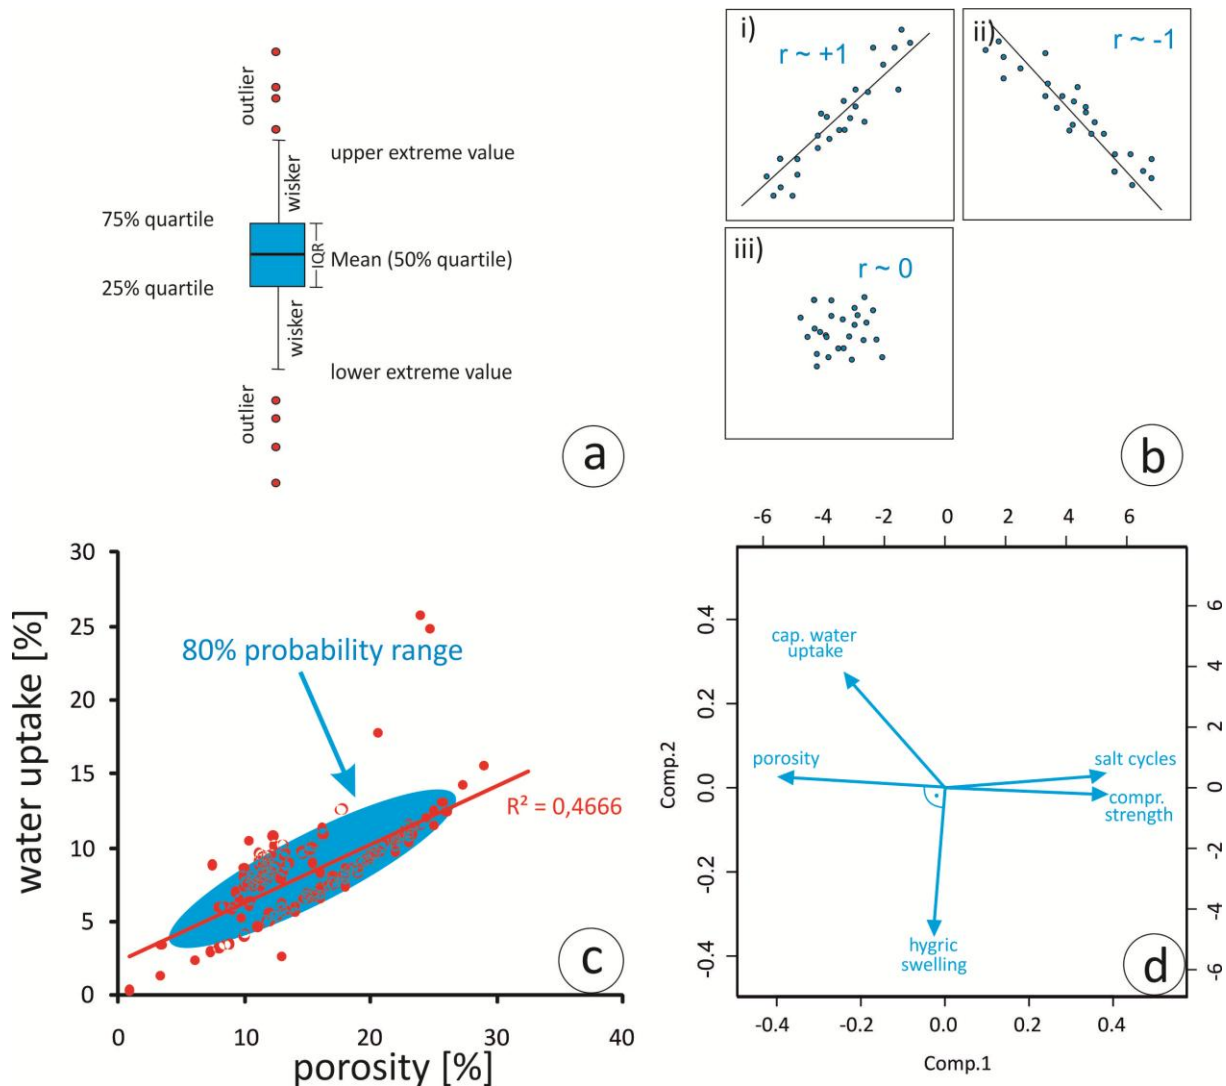 outlier
wisker
upper extreme value
75% quartile
IQR
Mean (50% quartile)
25% quartile
wisker
lower extreme value
outlier
a
i)
r ~ +1
ii)
r ~ -1
iii)
r ~ 0
b
water uptake [%]
30
25
20
15
10
5
0
80% probability range
R² = 0,4666
c
0
10
20
30
40
porosity [%]
-6
-4
-2
0
2
4
6
Comp.2
0.4
0.2
0.0
-0.2
-0.4
cap. water
uptake
porosity
salt cycles
compr.
strength
hygric
swelling
6
4
2
0
-2
-4
-6
d
-0.4
-0.2
0.0
0.2
0.4
Comp.1